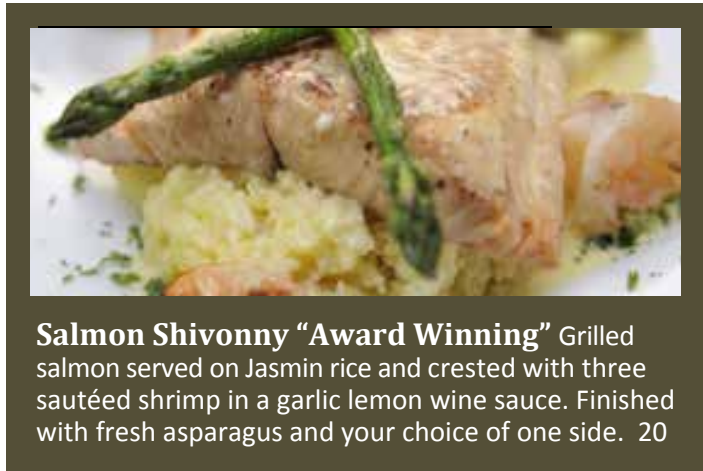 Salmon Shivonny “Award Winning” Grilled
salmon served on Jasmin rice and crested with three
sautéed shrimp in a garlic lemon wine sauce. Finished
with fresh asparagus and your choice of one side.  20